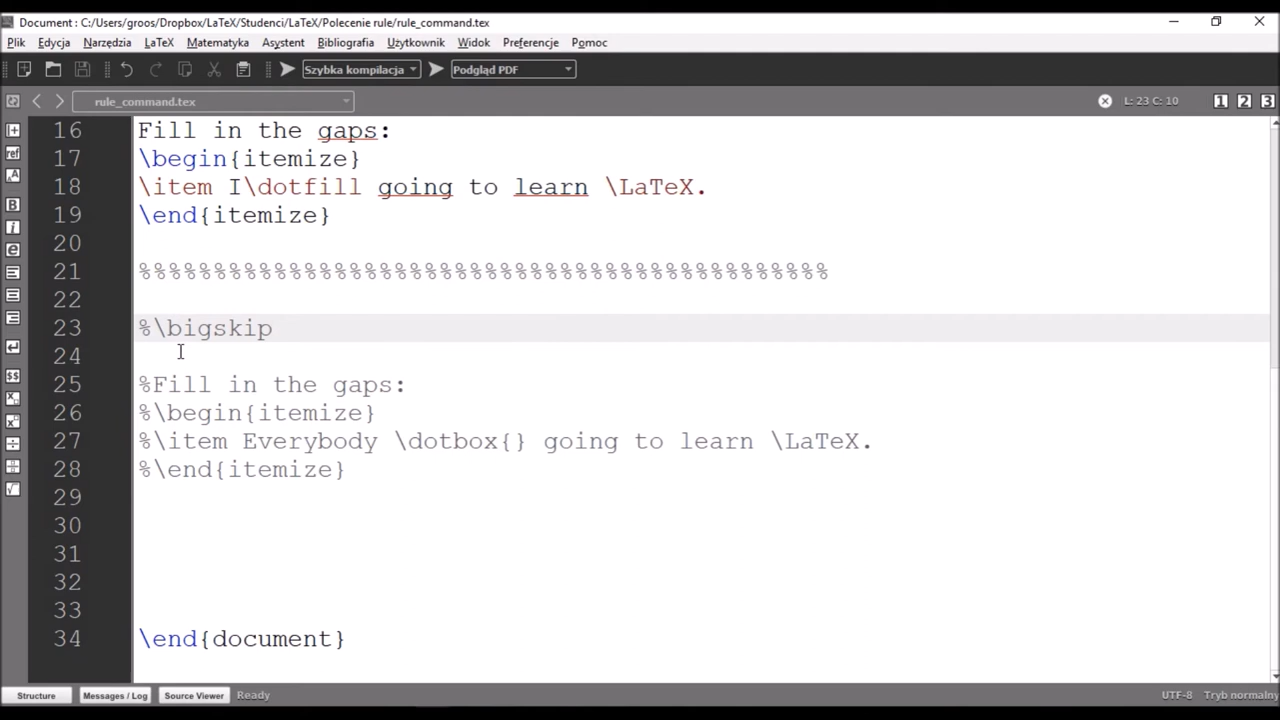 Document : C:/Users/groos/Dropbox/LaTeX/Studenci/LaTeX/Polecenie rule/rule_command.tex
Plik Edycja Narzędzia LaTeX Matematyka Asystent Bibliografia Użytkownik Widok Preferencje Pomoc
Szybka kompilacja Podgląd PDF
rule_command.tex L: 23 C: 10 1 2 3
16 Fill in the gaps:
17 \begin{itemize}
18 \item I\dotfill going to learn \LaTeX.
19 \end{itemize}
20
21 %%%%%%%%%%%%%%%%%%%%%%%%%%%%%%%%%%%%%%%%%%%%%%
22
23 %\bigskip
24
25 %Fill in the gaps:
26 %\begin{itemize}
27 %\item Everybody \dotbox{} going to learn \LaTeX.
28 %\end{itemize}
29
30
31
32
33
34 \end{document}
Structure Messages / Log Source Viewer Ready UTF-8 Tryb normalny